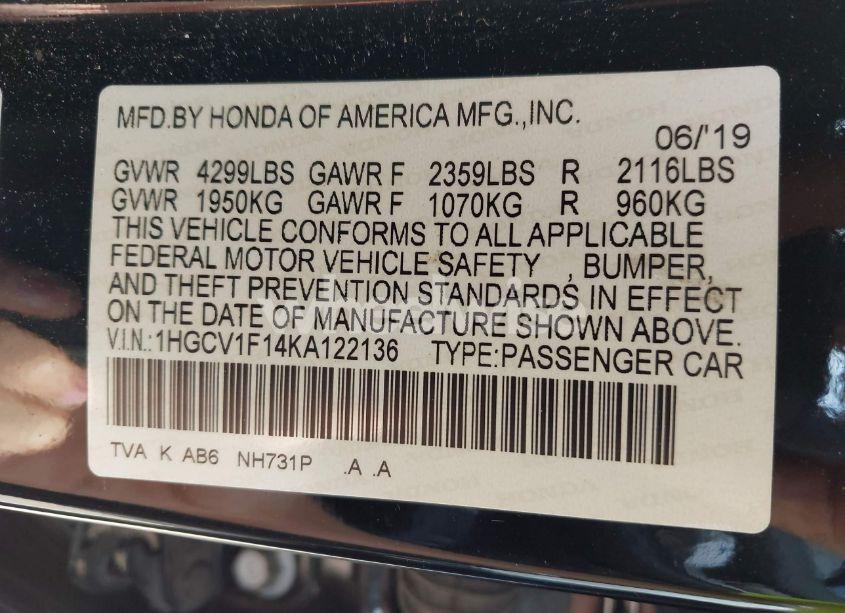 MFD.BY HONDA OF AMERICA MFG.,INC.
06/'19
GVWR 4299LBS GAWR F 2359LBS R 2116LBS
GVWR 1950KG GAWR F 1070KG R 960KG
THIS VEHICLE CONFORMS TO ALL APPLICABLE
FEDERAL MOTOR VEHICLE SAFETY , BUMPER,
AND THEFT PREVENTION STANDARDS IN EFFECT
ON THE DATE OF MANUFACTURE SHOWN ABOVE.
V.I.N.:1HGCV1F14KA122136 TYPE:PASSENGER CAR
TVA K AB6 NH731P .A .A